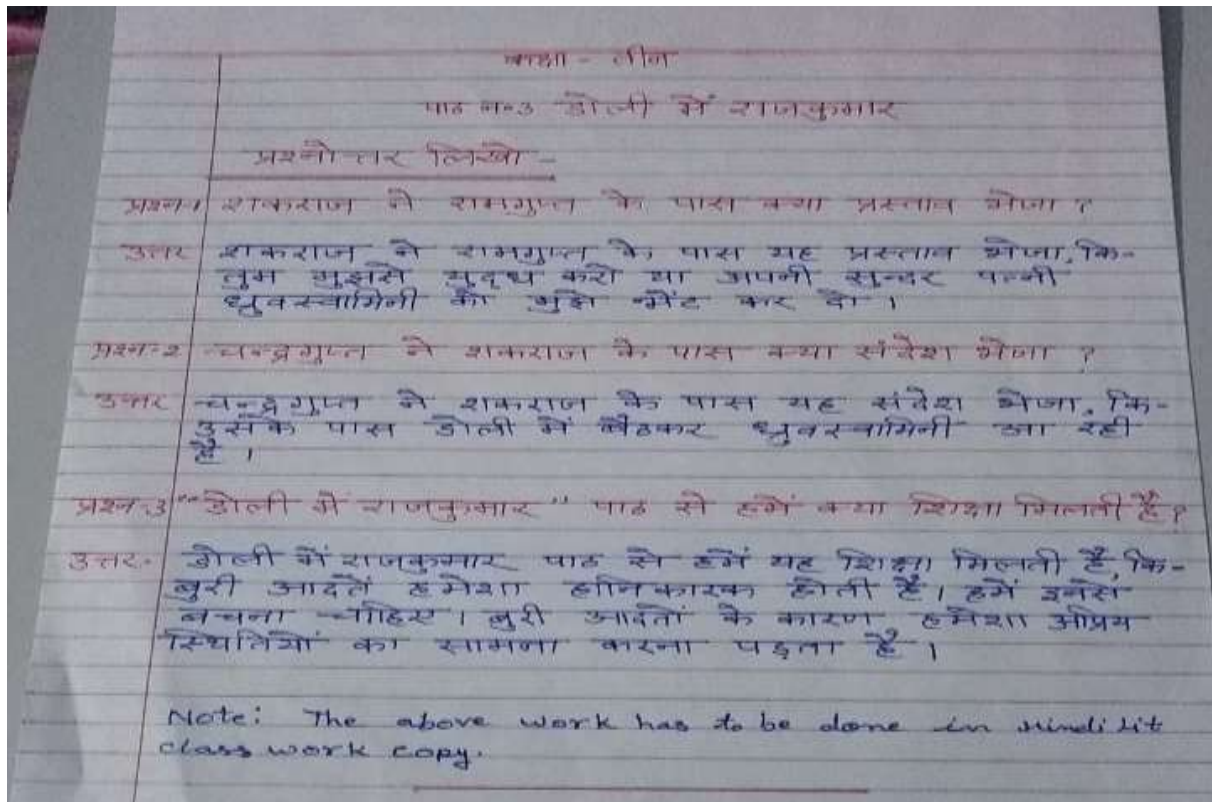 कक्षा - तीन
पाठ न०3 डोली में राजकुमार
प्रश्नोत्तर लिखो -
प्रश्न-1 शकराज ने रामगुप्त के पास क्या प्रस्ताव भेजा ?
उत्तर शकराज ने रामगुप्त के पास यह प्रस्ताव भेजा, कि-
तुम मुझसे युद्ध करो या अपनी सुन्दर पत्नी
ध्रुवस्वामिनी को मुझे भेंट कर दो ।
प्रश्न-2 चन्द्रगुप्त ने शकराज के पास क्या संदेश भेजा ?
उत्तर चन्द्रगुप्त ने शकराज के पास यह संदेश भेजा, कि-
उसके पास डोली में बैठकर ध्रुवस्वामिनी आ रही
है ।
प्रश्न-3 "डोली में राजकुमार" पाठ से हमें क्या शिक्षा मिलती है ?
उत्तर- डोली में राजकुमार पाठ से हमें यह शिक्षा मिलती है, कि-
बुरी आदतें हमेशा हानिकारक होती है । हमें इनसे
बचना चाहिए । बुरी आदतों के कारण हमेशा अप्रिय
स्थितियों का सामना करना पड़ता है ।
Note: The above work has to be done in Hindi lit
class work copy.